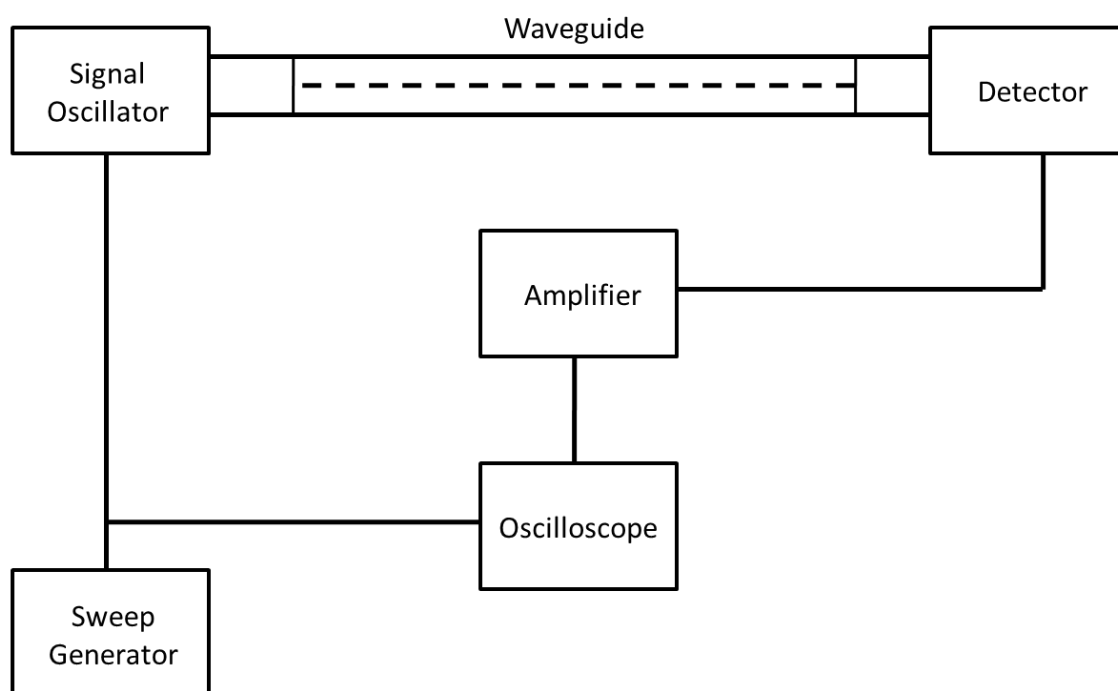 Waveguide
Signal
Oscillator
Detector
Amplifier
Oscilloscope
Sweep
Generator